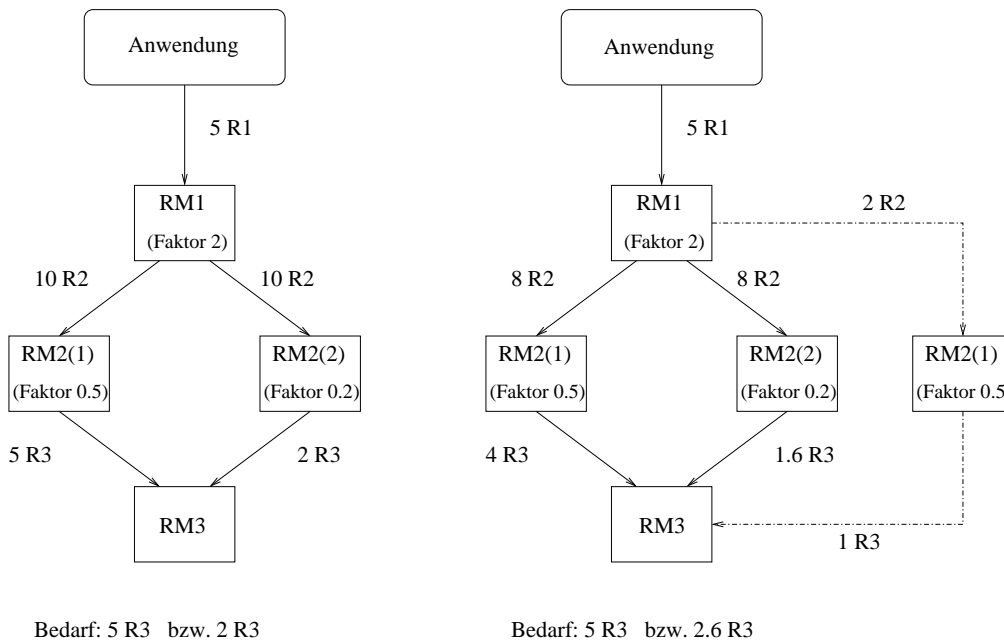 Anwendung
5 R1
RM1
(Faktor 2)
10 R2
10 R2
RM2(1)
(Faktor 0.5)
RM2(2)
(Faktor 0.2)
5 R3
2 R3
RM3
Bedarf: 5 R3 bzw. 2 R3
Anwendung
5 R1
RM1
(Faktor 2)
2 R2
8 R2
8 R2
RM2(1)
(Faktor 0.5)
RM2(2)
(Faktor 0.2)
RM2(1)
(Faktor 0.5)
4 R3
1.6 R3
RM3
1 R3
Bedarf: 5 R3 bzw. 2.6 R3